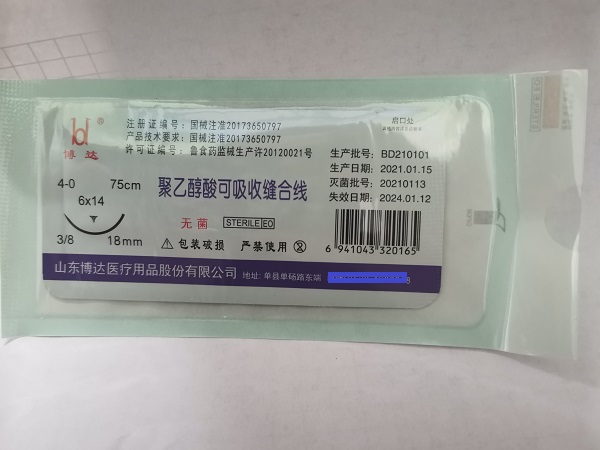 bd ®
博达
注册证编号：国械注准20173650797
产品技术要求：国械注准20173650797
许可证编号：鲁食药监械生产许20120021号
启口处
4-0 75cm
6x14
3/8 18mm
聚乙醇酸可吸收缝合线
无菌 STERILE EO
包装破损 严禁使用
生产批号：BD210101
生产日期：2021.01.15
灭菌批号：20210113
失效日期：2024.01.12
6 941043 320165
山东博达医疗用品股份有限公司 地址：单县单砀路东端